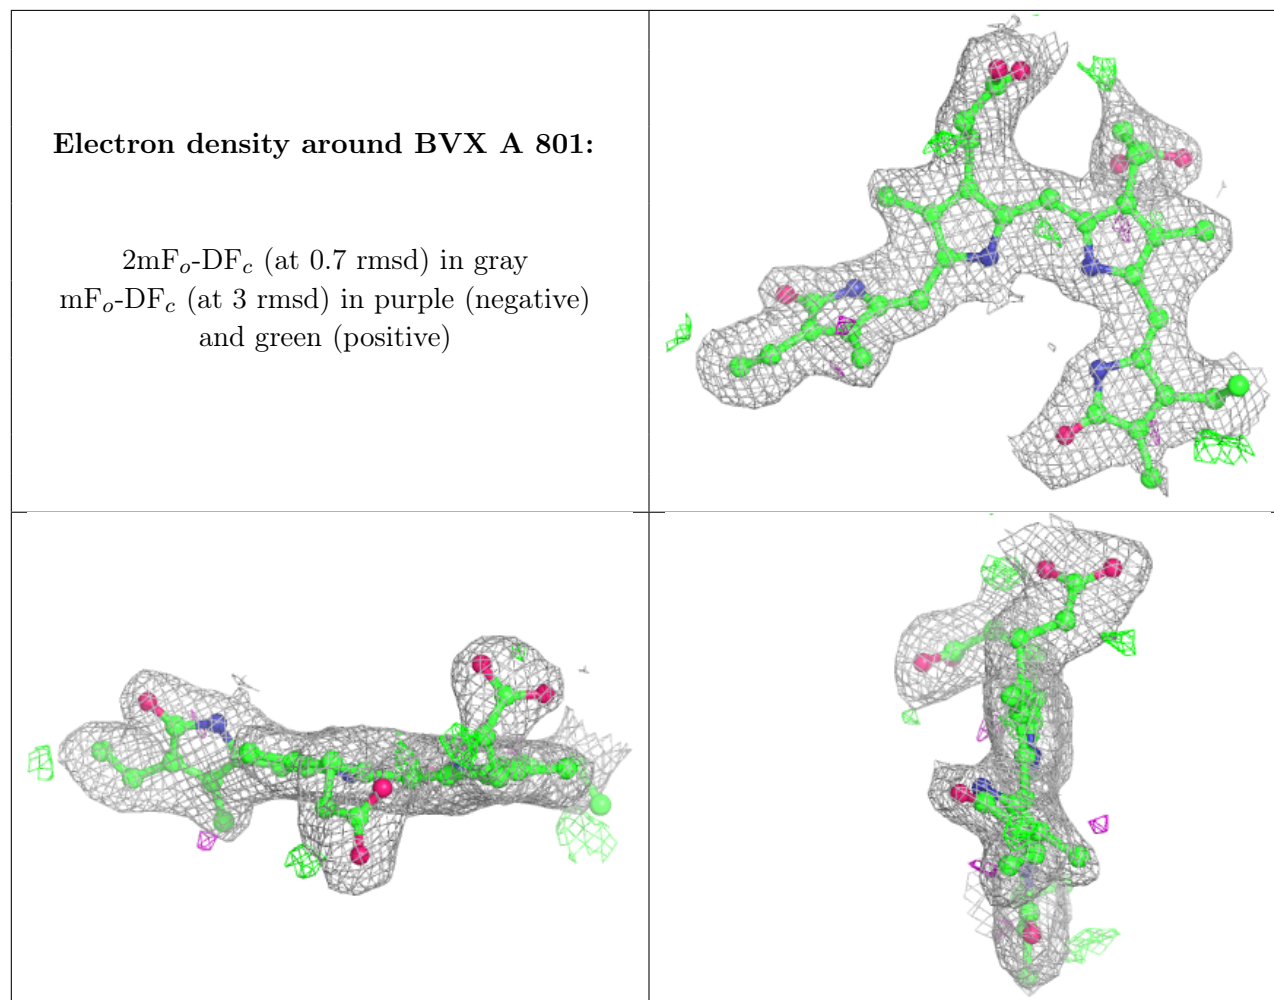 Electron density around BVX A 801:
2mFo-DFc (at 0.7 rmsd) in gray
mFo-DFc (at 3 rmsd) in purple (negative)
and green (positive)